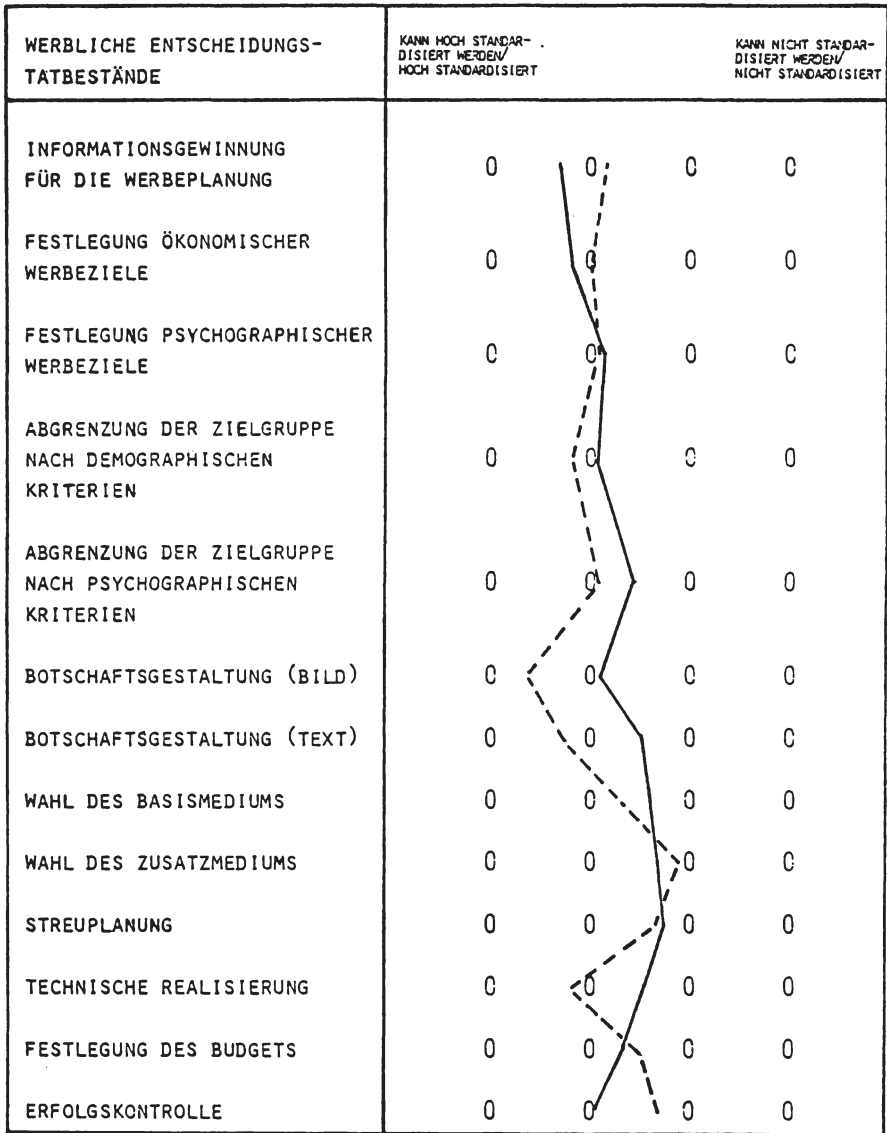 WERBLICHE ENTSCHEIDUNGS-
TATBESTÄNDE
KANN HOCH STANDAR-
DISIERT WERDEN/
HOCH STANDARDISIERT
KANN NICHT STANDAR-
DISIERT WERDEN/
NICHT STANDARDISIERT
INFORMATIONSGEWINNUNG
FÜR DIE WERBEPLANUNG
0 0 0 0
FESTLEGUNG ÖKONOMISCHER
WERBEZIELE
0 0 0 0
FESTLEGUNG PSYCHOGRAPHISCHER
WERBEZIELE
0 0 0 0
ABGRENZUNG DER ZIELGRUPPE
NACH DEMOGRAPHISCHEN
KRITERIEN
0 0 0 0
ABGRENZUNG DER ZIELGRUPPE
NACH PSYCHOGRAPHISCHEN
KRITERIEN
0 0 0 0
BOTSCHAFTSGESTALTUNG (BILD) 0 0 0 0
BOTSCHAFTSGESTALTUNG (TEXT) 0 0 0 0
WAHL DES BASISMEDIUMS 0 0 0 0
WAHL DES ZUSATZMEDIUMS 0 0 0 0
STREUPLANUNG 0 0 0 0
TECHNISCHE REALISIERUNG 0 0 0 0
FESTLEGUNG DES BUDGETS 0 0 0 0
ERFOLGSKONTROLLE 0 0 0 0